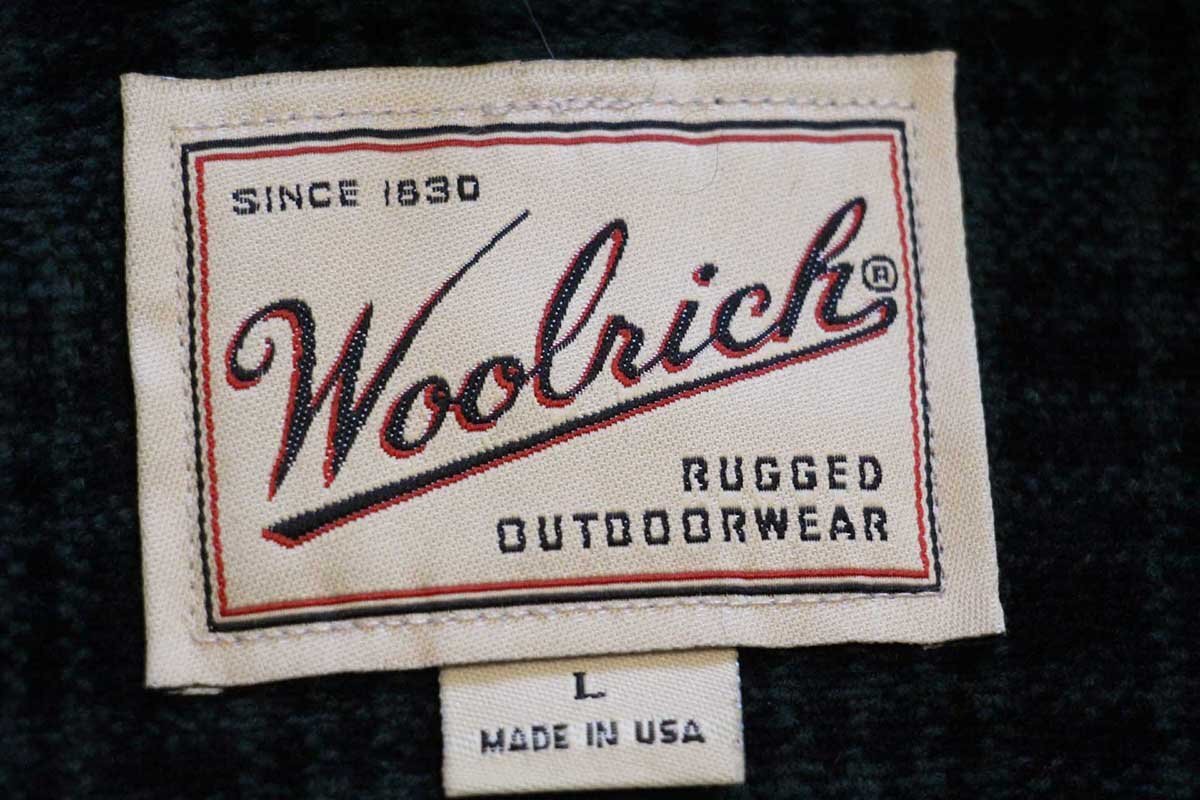 SINCE 1830
Woolrich®
RUGGED
OUTDOORWEAR
L
MADE IN USA